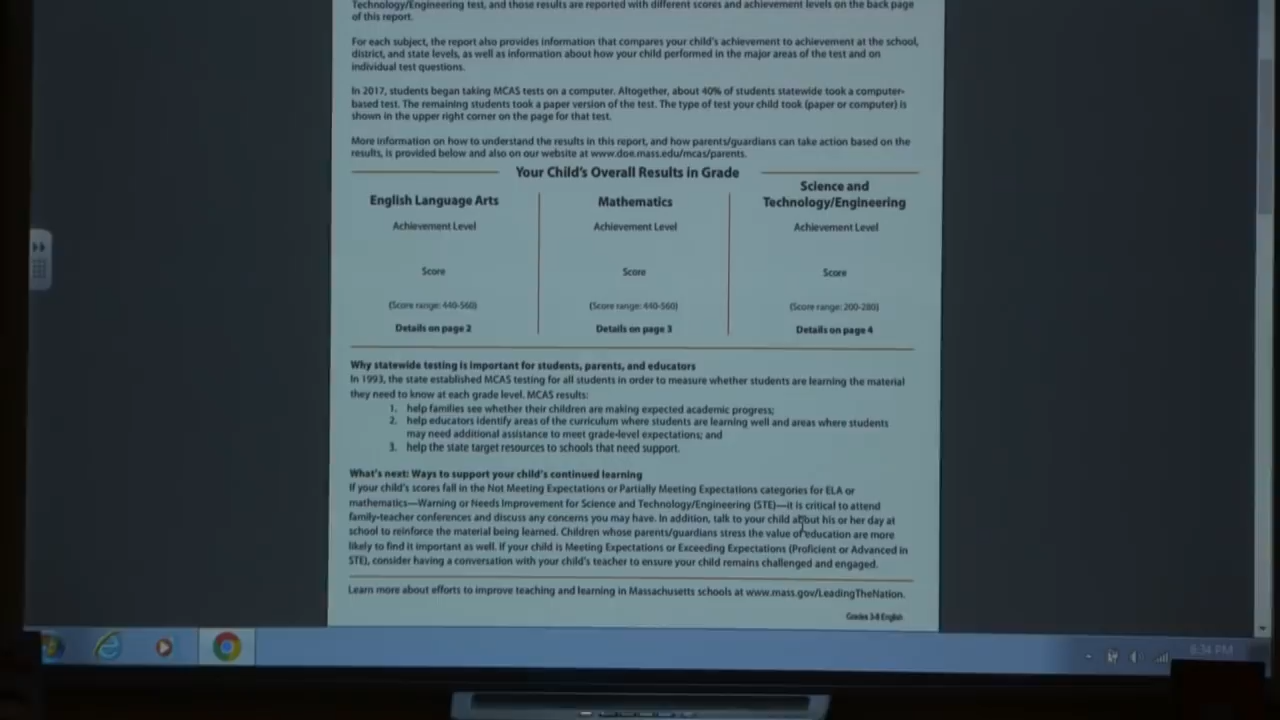 Technology/Engineering test, and those results are reported with different scores and achievement levels on the back page
of this report.
For each subject, the report also provides information that compares your child's achievement to achievement at the school,
district, and state levels, as well as information about how your child performed in the major areas of the test and on
individual test questions.
In 2017, students began taking MCAS tests on a computer. Altogether, about 40% of students statewide took a computer-
based test. The remaining students took a paper version of the test. The type of test your child took (paper or computer) is
shown in the upper right corner on the page for that test.
More information on how to understand the results in this report, and how parents/guardians can take action based on the
results, is provided below and also on our website at www.doe.mass.edu/mcas/parents.
Your Child's Overall Results in Grade
English Language Arts
Achievement Level
Score
(Score range: 440-560)
Details on page 2
Mathematics
Achievement Level
Score
(Score range: 440-560)
Details on page 3
Science and
Technology/Engineering
Achievement Level
Score
(Score range: 200-280)
Details on page 4
Why statewide testing is important for students, parents, and educators
In 1993, the state established MCAS testing for all students in order to measure whether students are learning the material
they need to know at each grade level. MCAS results:
1. help families see whether their children are making expected academic progress;
2. help educators identify areas of the curriculum where students are learning well and areas where students
may need additional assistance to meet grade-level expectations; and
3. help the state target resources to schools that need support.
What's next: Ways to support your child's continued learning
If your child's scores fall in the Not Meeting Expectations or Partially Meeting Expectations categories for ELA or
mathematics—Warning or Needs Improvement for Science and Technology/Engineering (STE)—it is critical to attend
family-teacher conferences and discuss any concerns you may have. In addition, talk to your child about his or her day at
school to reinforce the material being learned. Children whose parents/guardians stress the value of education are more
likely to find it important as well. If your child is Meeting Expectations or Exceeding Expectations (Proficient or Advanced in
STE), consider having a conversation with your child's teacher to ensure your child remains challenged and engaged.
Learn more about efforts to improve teaching and learning in Massachusetts schools at www.mass.gov/LeadingTheNation.
Grades 3-8 English
8:34 PM